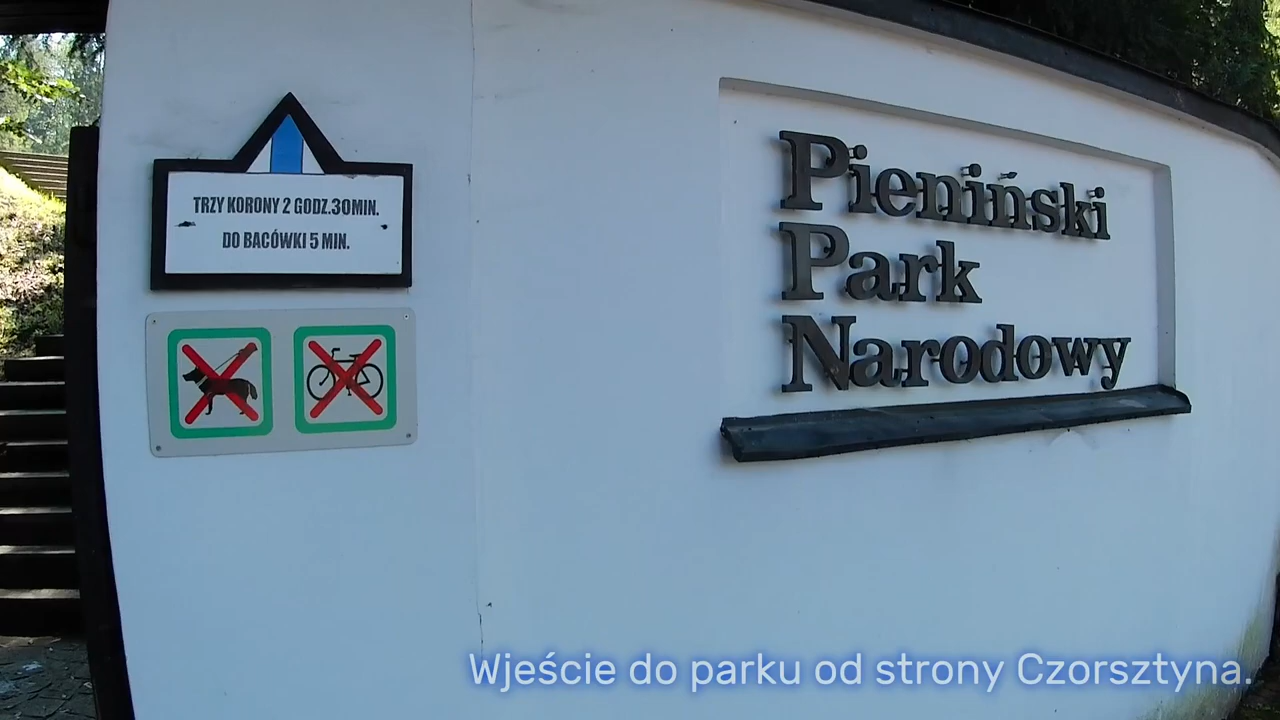 TRZY KORONY 2 GODZ.30MIN.
DO BACÓWKI 5 MIN.
Pieniński
Park
Narodowy
Wjeście do parku od strony Czorsztyna.